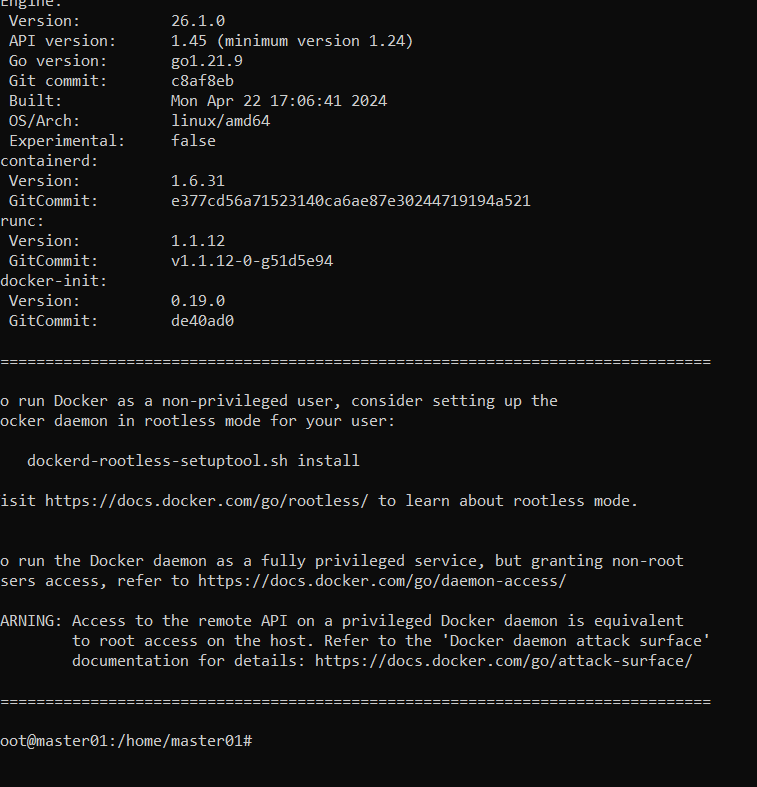 Engine:
Version: 26.1.0
API version: 1.45 (minimum version 1.24)
Go version: go1.21.9
Git commit: c8af8eb
Built: Mon Apr 22 17:06:41 2024
OS/Arch: linux/amd64
Experimental: false
containerd:
Version: 1.6.31
GitCommit: e377cd56a71523140ca6ae87e30244719194a521
runc:
Version: 1.1.12
GitCommit: v1.1.12-0-g51d5e94
docker-init:
Version: 0.19.0
GitCommit: de40ad0
================================================================================
o run Docker as a non-privileged user, consider setting up the
ocker daemon in rootless mode for your user:
dockerd-rootless-setuptool.sh install
isit https://docs.docker.com/go/rootless/ to learn about rootless mode.
o run the Docker daemon as a fully privileged service, but granting non-root
sers access, refer to https://docs.docker.com/go/daemon-access/
ARNING: Access to the remote API on a privileged Docker daemon is equivalent
to root access on the host. Refer to the 'Docker daemon attack surface'
documentation for details: https://docs.docker.com/go/attack-surface/
================================================================================
oot@master01:/home/master01#